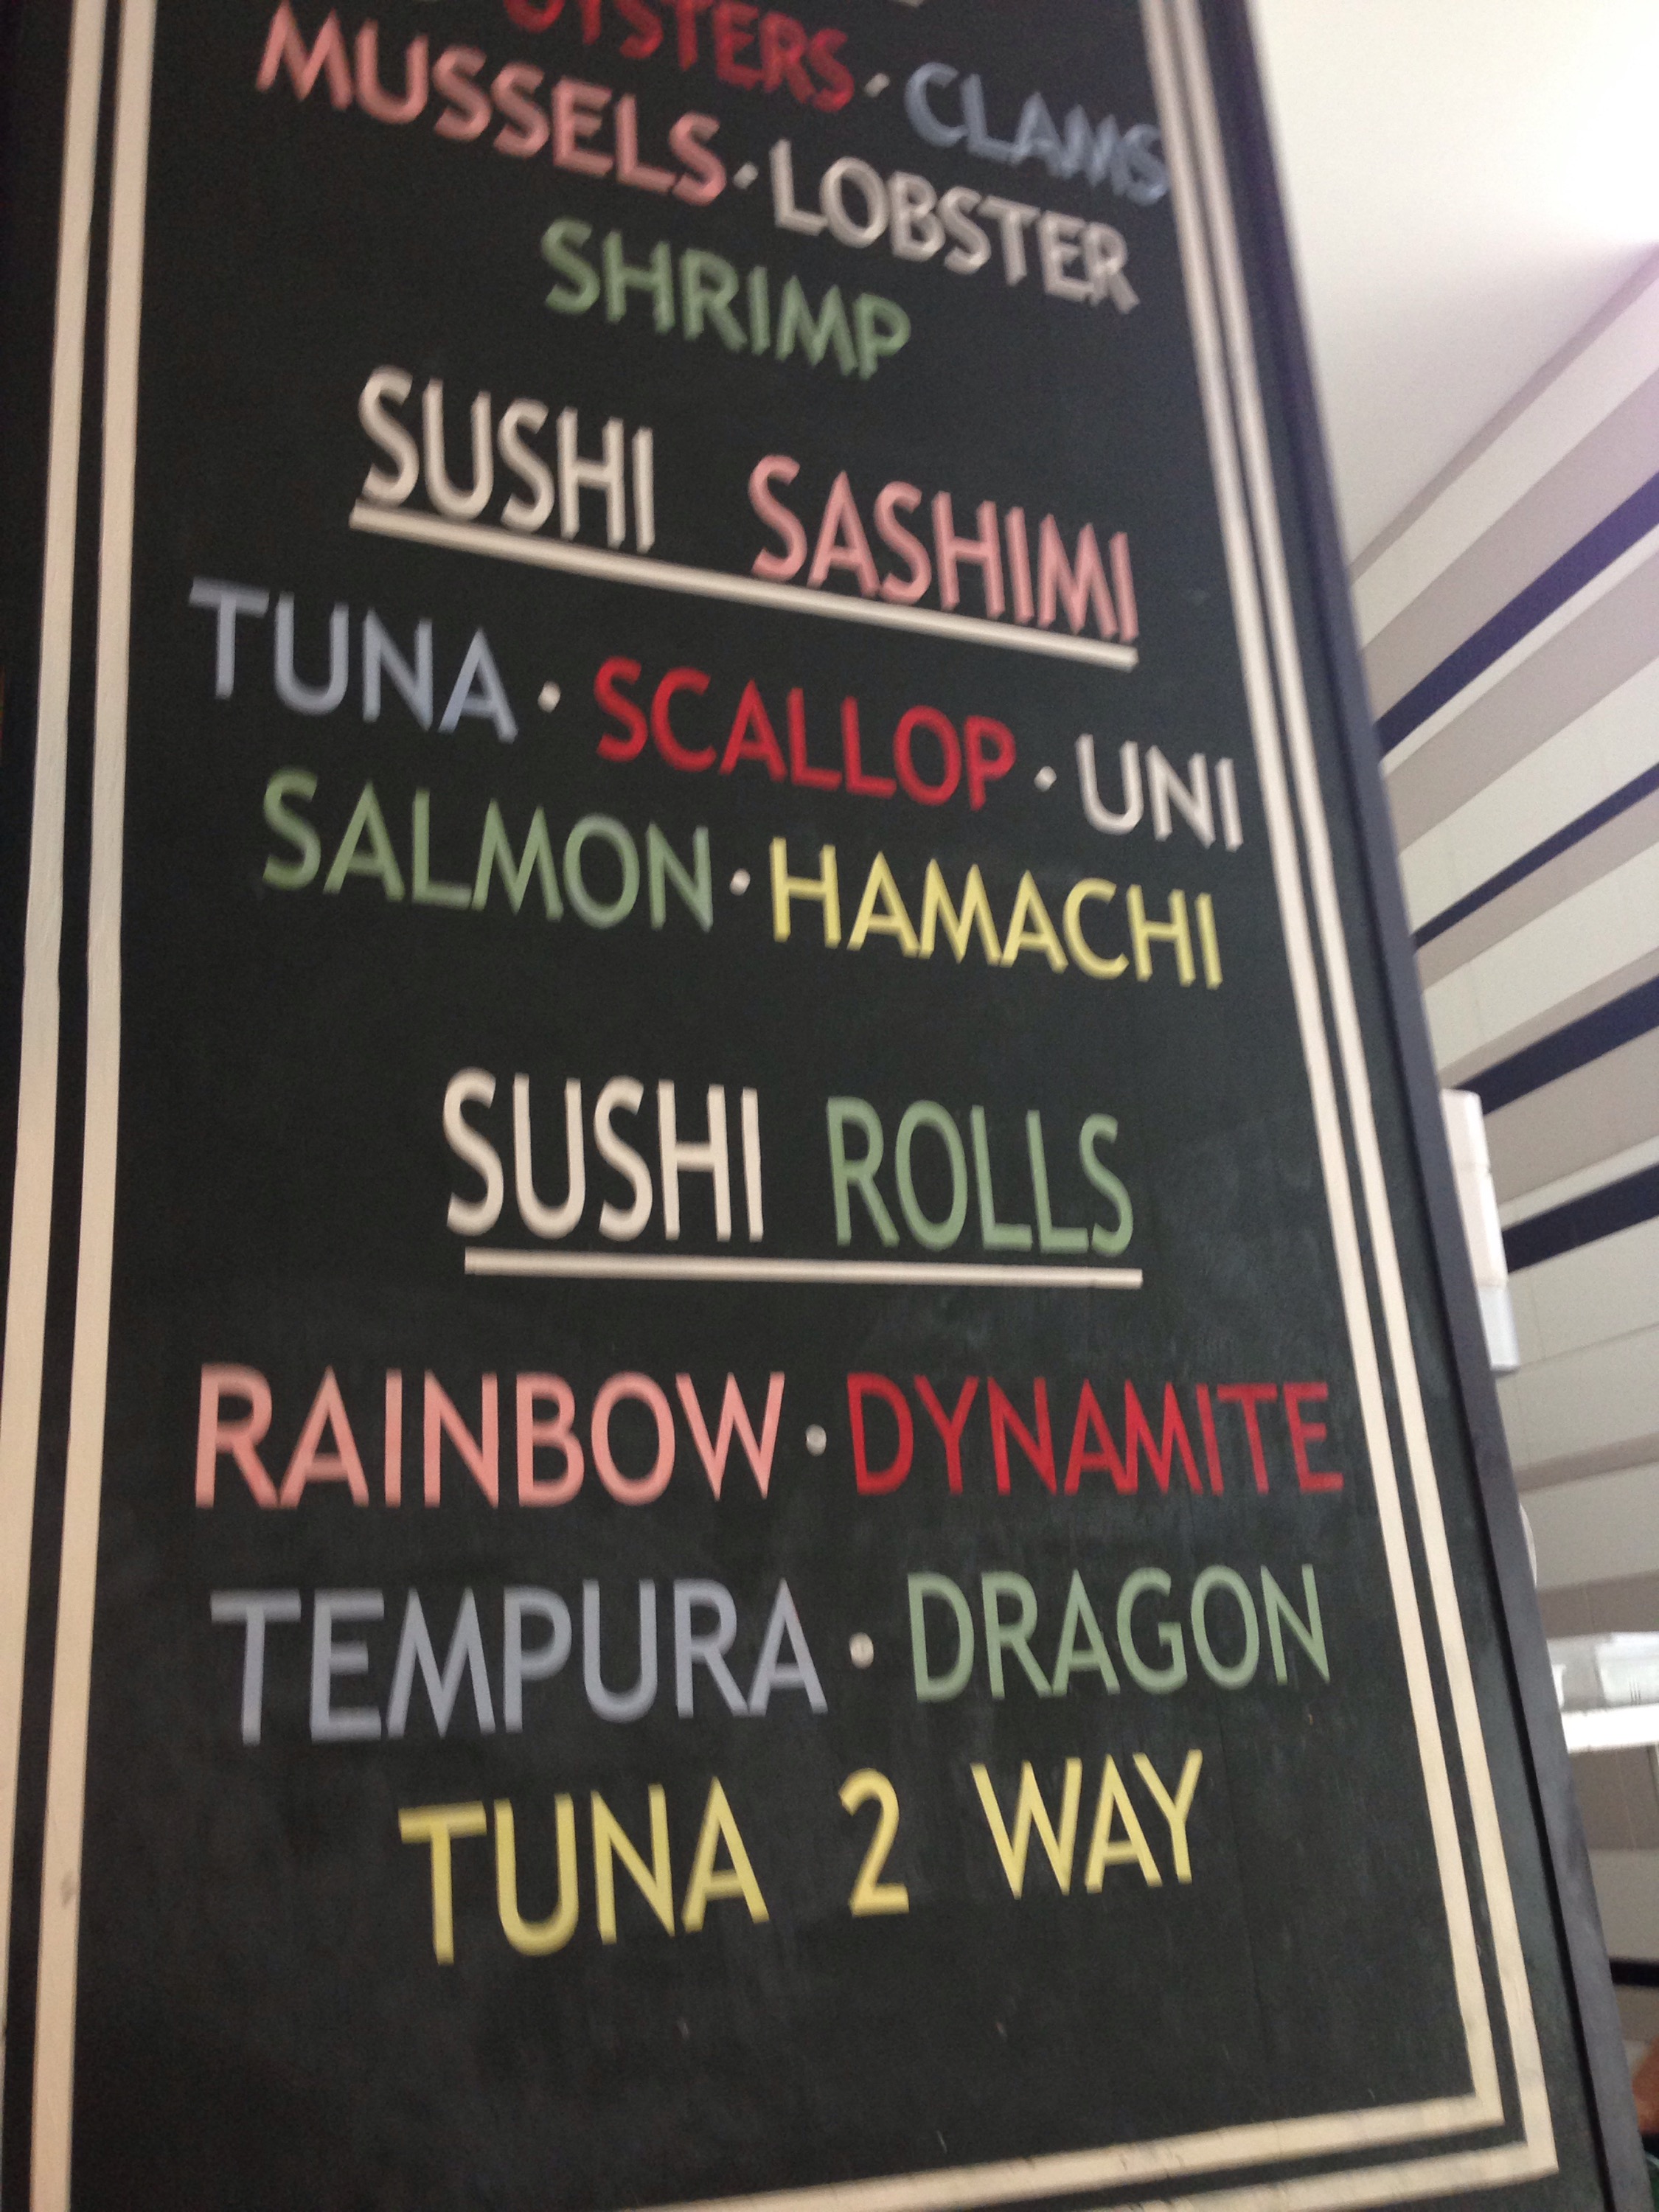 OYSTERS · CLAMS
MUSSELS · LOBSTER
SHRIMP
SUSHI SASHIMI
TUNA · SCALLOP · UNI
SALMON · HAMACHI
SUSHI ROLLS
RAINBOW · DYNAMITE
TEMPURA · DRAGON
TUNA 2 WAY